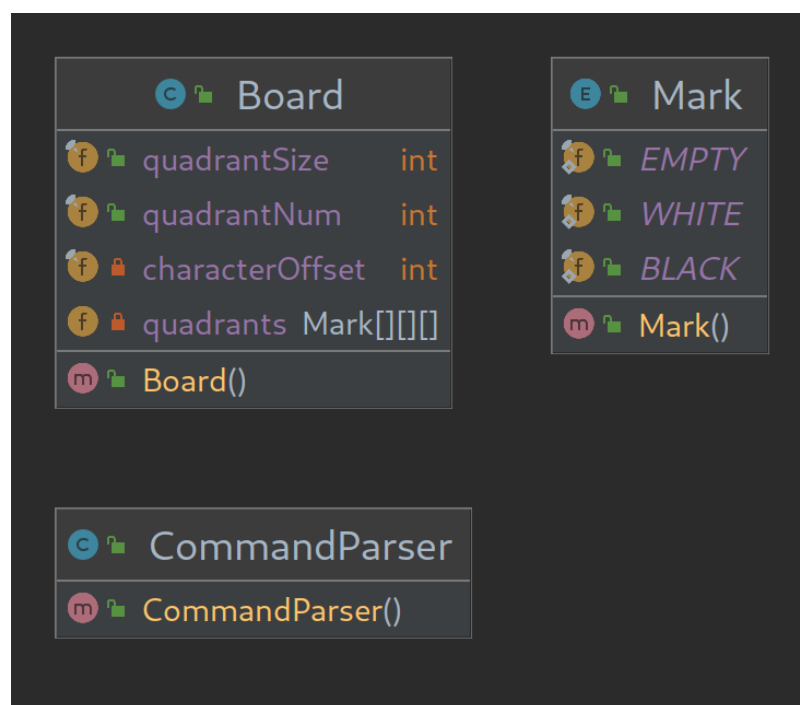 C Board
f quadrantSize int
f quadrantNum int
f characterOffset int
f quadrants Mark[][][]
m Board()
E Mark
f EMPTY
f WHITE
f BLACK
m Mark()
C CommandParser
m CommandParser()